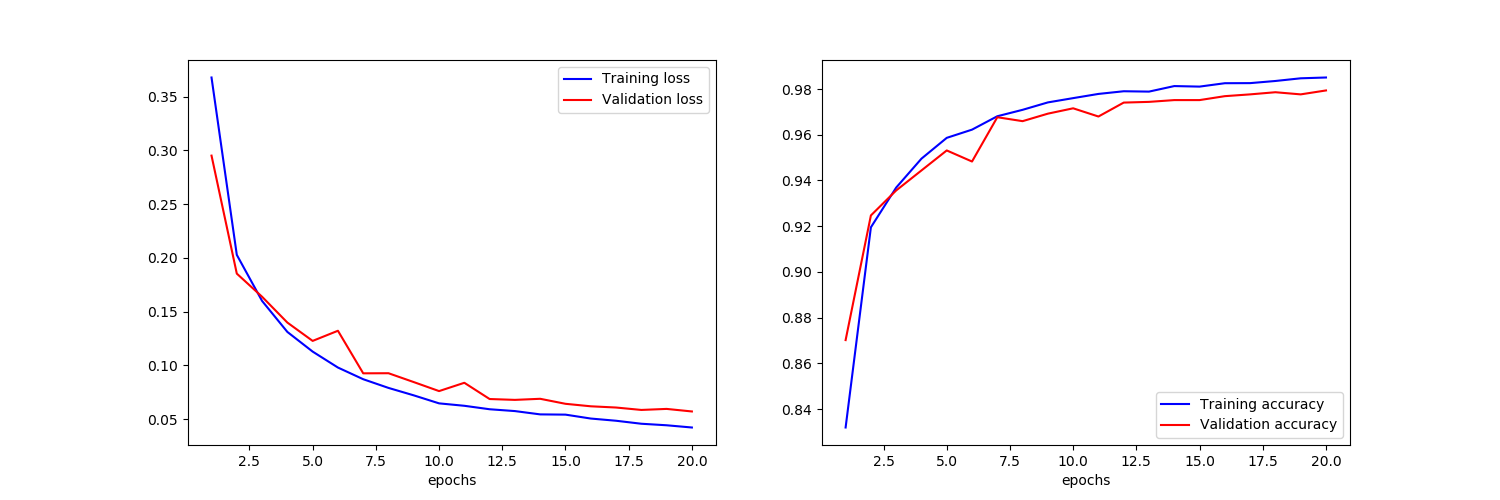 Training loss
Validation loss
0.35
0.30
0.25
0.20
0.15
0.10
0.05
2.5 5.0 7.5 10.0 12.5 15.0 17.5 20.0
epochs
0.98
0.96
0.94
0.92
0.90
0.88
0.86
0.84
Training accuracy
Validation accuracy
2.5 5.0 7.5 10.0 12.5 15.0 17.5 20.0
epochs